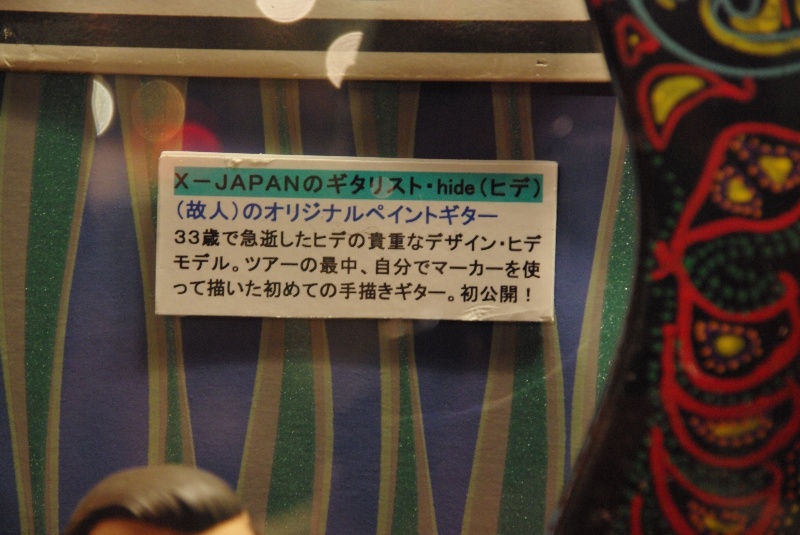 X－JAPANのギタリスト・hide（ヒデ）
（故人）のオリジナルペイントギター
33歳で急逝したヒデの貴重なデザイン・ヒデ
モデル。ツアーの最中、自分でマーカーを使
って描いた初めての手描きギター。初公開！